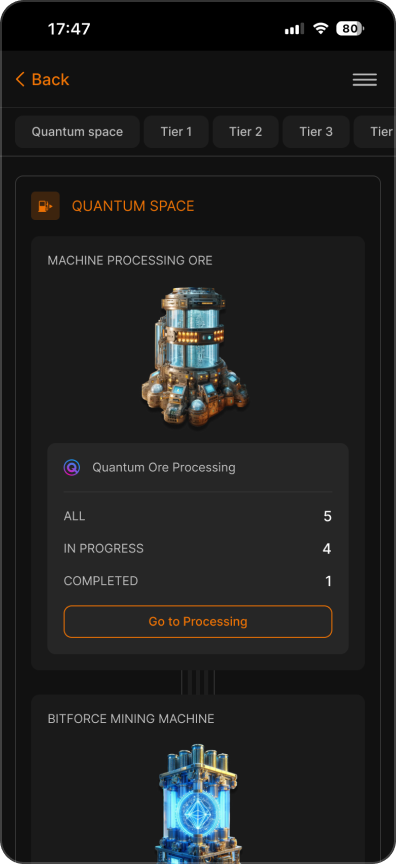 17:47
80
Back
Quantum space
Tier 1
Tier 2
Tier 3
Tier
QUANTUM SPACE
MACHINE PROCESSING ORE
Quantum Ore Processing
ALL 5
IN PROGRESS 4
COMPLETED 1
Go to Processing
BITFORCE MINING MACHINE